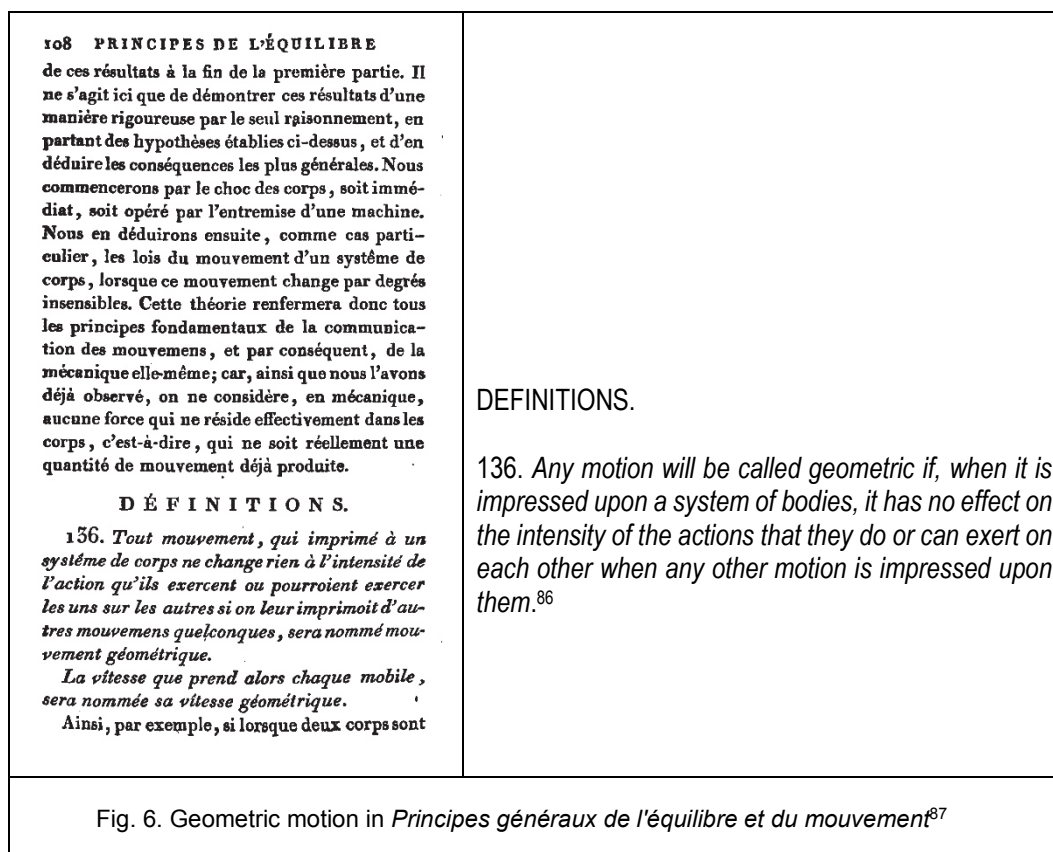 108 PRINCIPES DE L'ÉQUILIBRE
de ces résultats à la fin de la première partie. Il
ne s'agit ici que de démontrer ces résultats d'une
manière rigoureuse par le seul raisonnement, en
partant des hypothèses établies ci-dessus, et d'en
déduire les conséquences les plus générales. Nous
commencerons par le choc des corps, soit immé-
diat, soit opéré par l'entremise d'une machine.
Nous en déduirons ensuite, comme cas parti-
culier, les lois du mouvement d'un systême de
corps, lorsque ce mouvement change par degrés
insensibles. Cette théorie renfermera donc tous
les principes fondamentaux de la communica-
tion des mouvemens, et par conséquent, de la
mécanique elle-même; car, ainsi que nous l'avons
déjà observé, on ne considère, en mécanique,
aucune force qui ne réside effectivement dans les
corps, c'est-à-dire, qui ne soit réellement une
quantité de mouvement déjà produite.
DÉFINITIONS.
136. Tout mouvement, qui imprimé à un
systéme de corps ne change rien à l'intensité de
l'action qu'ils exercent ou pourroient exercer
les uns sur les autres si on leur imprimoit d'au-
tres mouvemens quelconques, sera nommé mou-
vement géométrique.
La vîtesse que prend alors chaque mobile,
sera nommée sa vîtesse géométrique.
Ainsi, par exemple, si lorsque deux corps sont
DEFINITIONS.
136. Any motion will be called geometric if, when it is
impressed upon a system of bodies, it has no effect on
the intensity of the actions that they do or can exert on
each other when any other motion is impressed upon
them.86
Fig. 6. Geometric motion in Principes généraux de l'équilibre et du mouvement87